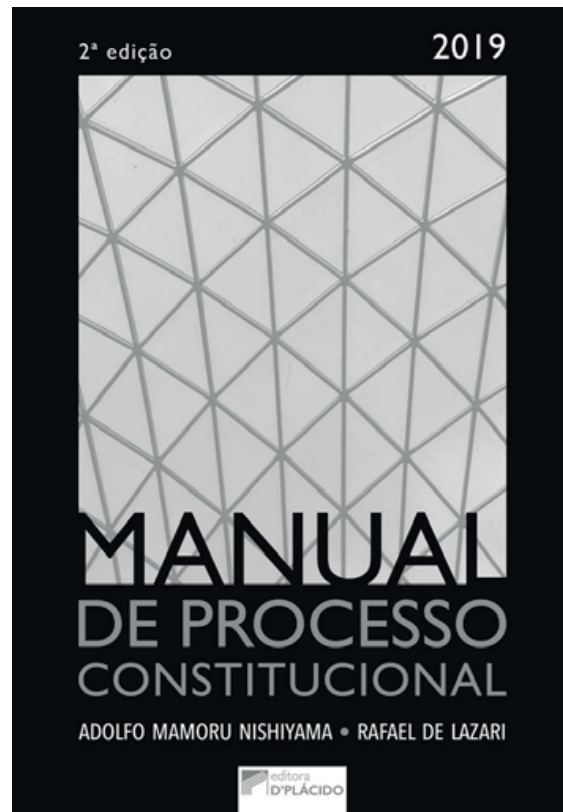 2ª edição 2019
MANUAL
DE PROCESSO
CONSTITUCIONAL
ADOLFO MAMORU NISHIYAMA • RAFAEL DE LAZARI
editora
D'PLÁCIDO